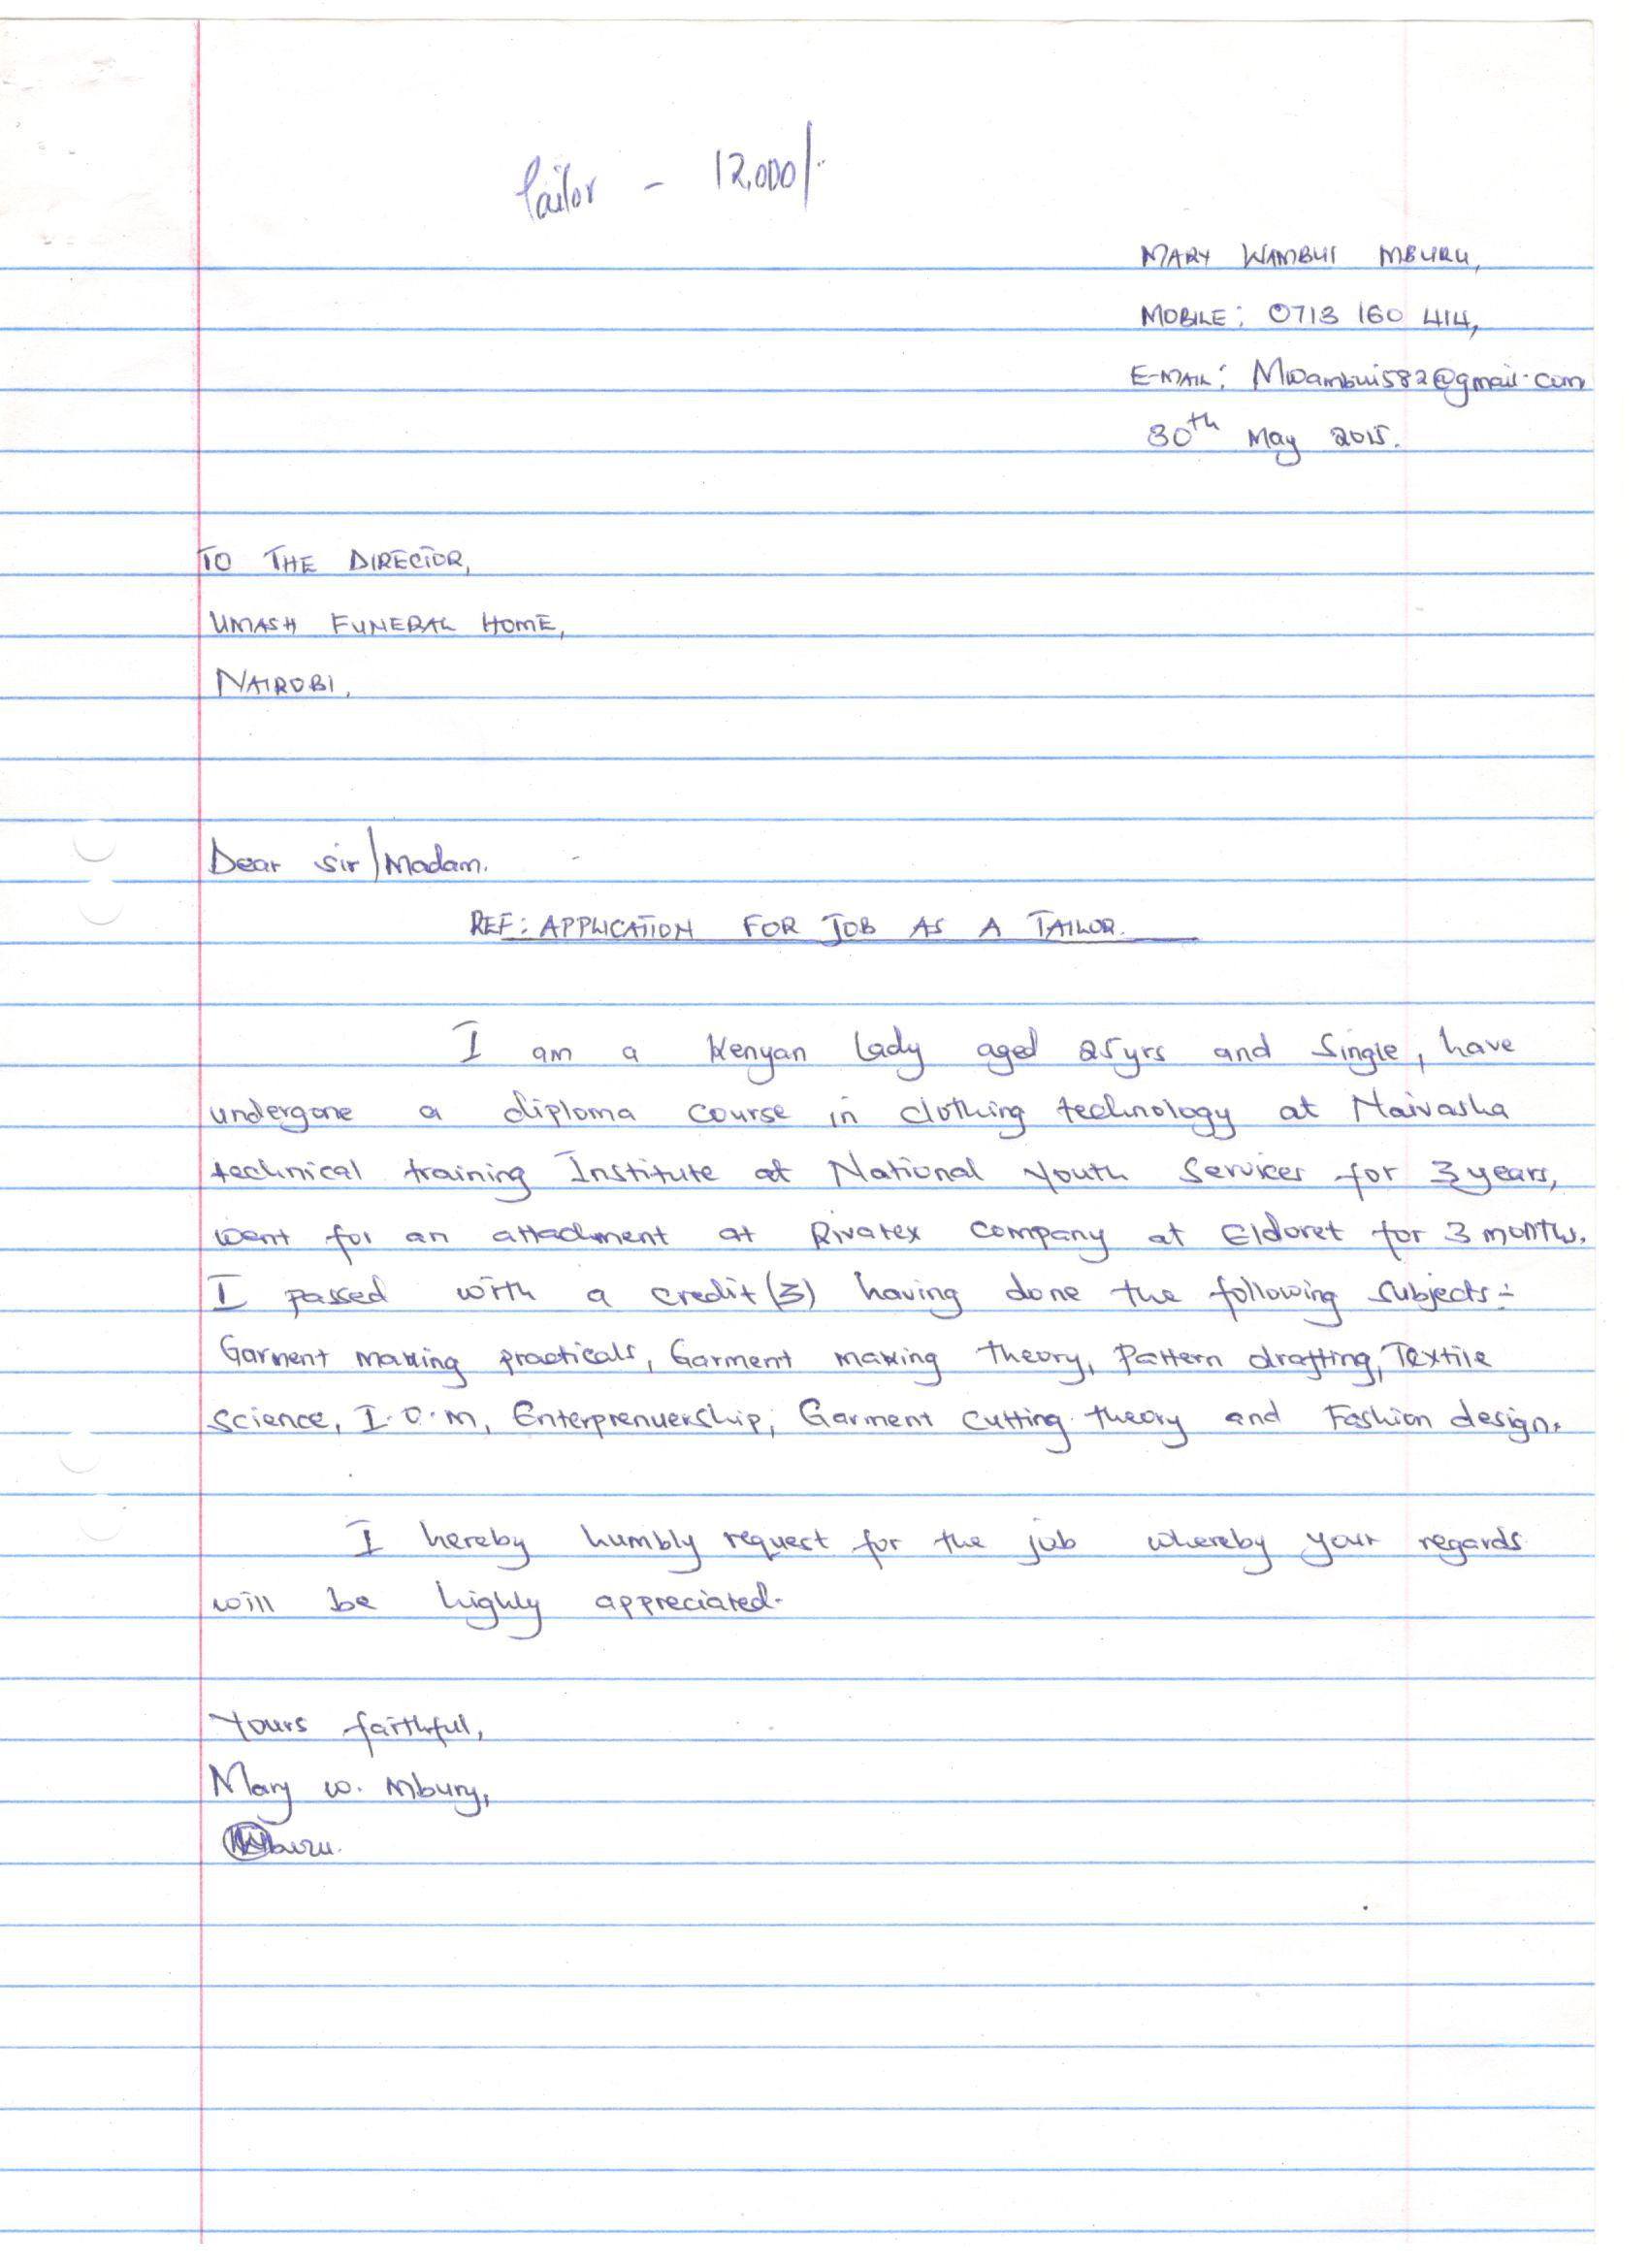 Tailor - 12,000/-
MARY WAMBUI MBURU,
MOBILE: 0713 160 414,
E-MAIL: Mwambui582@gmail.com
30th May 2015.
TO THE DIRECTOR,
UMASH FUNERAL HOME,
NAIROBI,
Dear Sir/Madam.
REF: APPLICATION FOR JOB AS A TAILOR.
I am a Kenyan lady aged 25yrs and Single, have
undergone a diploma course in clothing technology at Naivasha
technical training Institute at National Youth Services for 3 years,
went for an attachment at Rivatex company at Eldoret for 3 months.
I passed with a credit (3) having done the following subjects:-
Garment making practicals, Garment making theory, Pattern drafting, Textile
science, I.O.M, Enterprenuership, Garment cutting theory and Fashion design.
I hereby humbly request for the job whereby your regards
will be highly appreciated.
Yours faithful,
Mary W. Mburu,
Mburu.